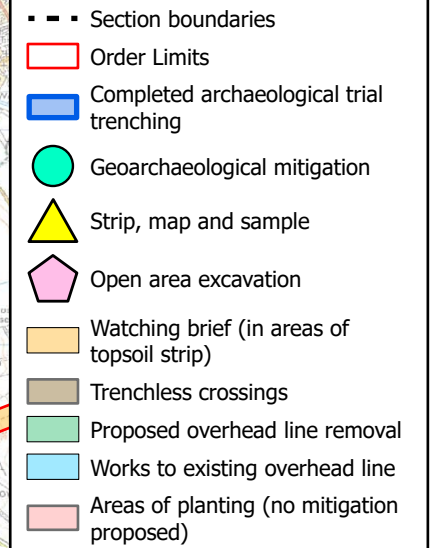 Section boundaries
Order Limits
Completed archaeological trial
trenching
Geoarchaeological mitigation
Strip, map and sample
Open area excavation
Watching brief (in areas of
topsoil strip)
Trenchless crossings
Proposed overhead line removal
Works to existing overhead line
Areas of planting (no mitigation
proposed)